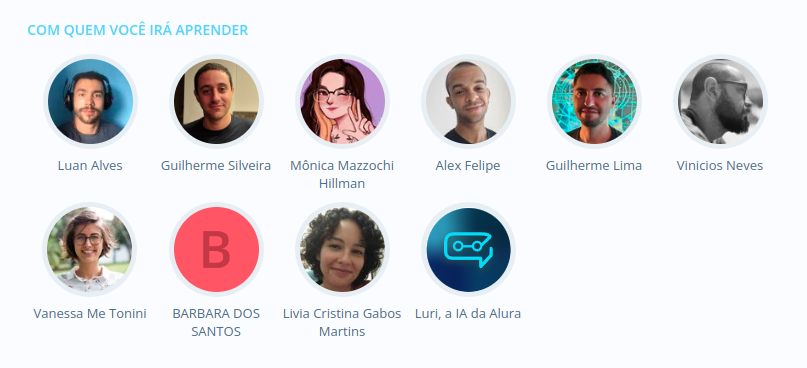 COM QUEM VOCÊ IRÁ APRENDER
Luan Alves
Guilherme Silveira
Mônica Mazzochi
Hillman
Alex Felipe
Guilherme Lima
Vinicios Neves
Vanessa Me Tonini
B
BARBARA DOS
SANTOS
Livia Cristina Gabos
Martins
Luri, a IA da Alura